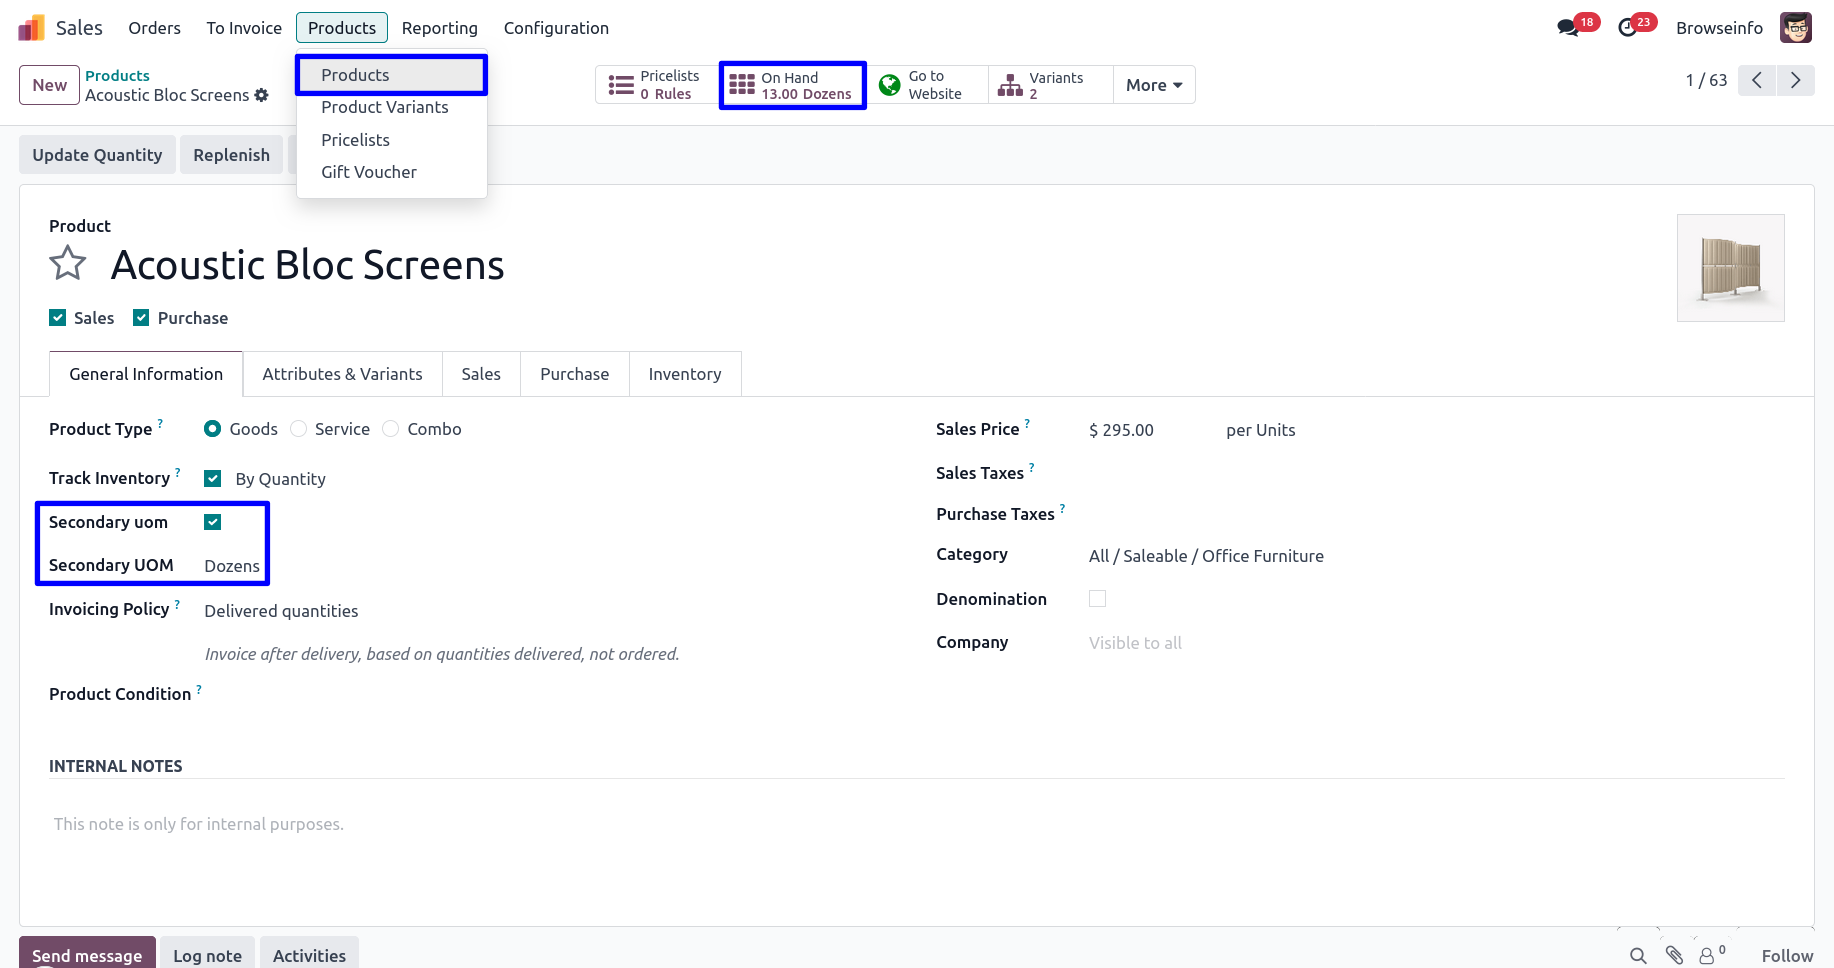 Sales Orders To Invoice Products Reporting Configuration 18 23 Browseinfo
New Products
Acoustic Bloc Screens
Products
Product Variants
Pricelists
Gift Voucher
Pricelists
0 Rules
On Hand
13.00 Dozens
Go to
Website
Variants
2
More
1 / 63
Update Quantity Replenish
Product
Acoustic Bloc Screens
Sales Purchase
General Information Attributes & Variants Sales Purchase Inventory
Product Type ? Goods Service Combo
Track Inventory ? By Quantity
Secondary uom
Secondary UOM Dozens
Invoicing Policy ? Delivered quantities
Invoice after delivery, based on quantities delivered, not ordered.
Product Condition ?
Sales Price ? $ 295.00 per Units
Sales Taxes ?
Purchase Taxes ?
Category All / Saleable / Office Furniture
Denomination
Company Visible to all
INTERNAL NOTES
This note is only for internal purposes.
Send message Log note Activities 0 Follow